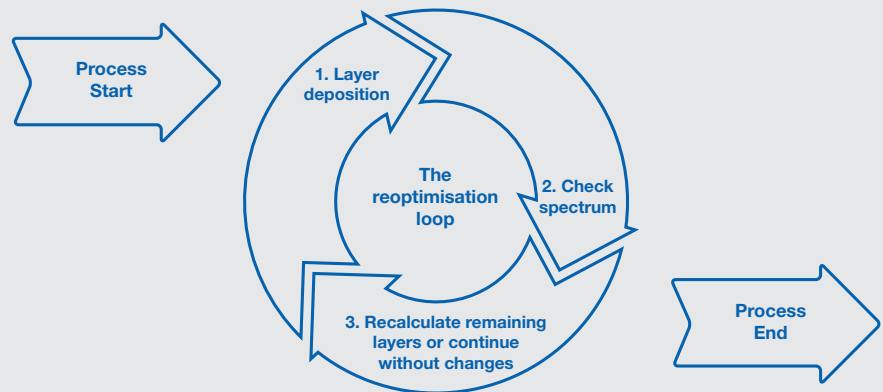 Process
Start
1. Layer
deposition
The
reoptimisation
loop
2. Check
spectrum
3. Recalculate remaining
layers or continue
without changes
Process
End